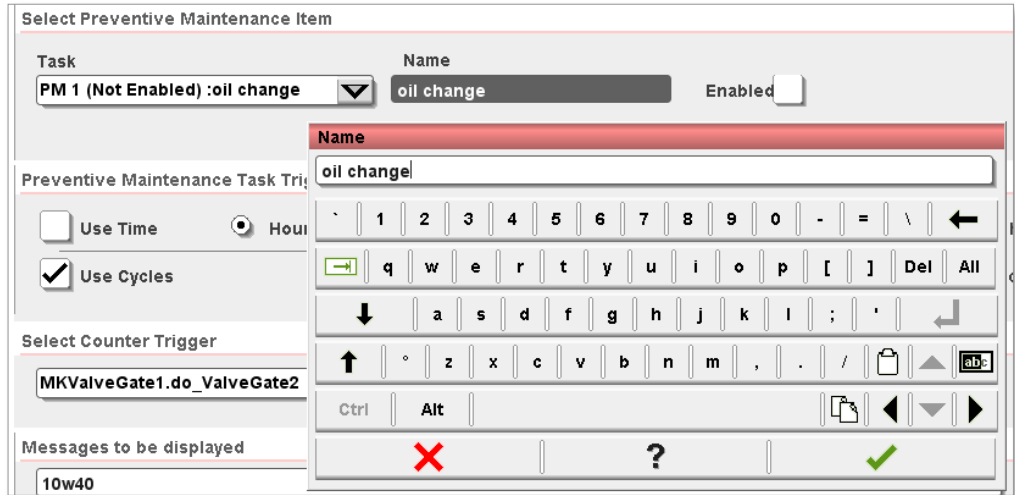 Select Preventive Maintenance Item
Task
Name
PM 1 (Not Enabled) :oil change
oil change
Enabled
Name
oil change
Preventive Maintenance Task
Use Time
Use Cycles
` 1 2 3 4 5 6 7 8 9 0 - = \
q w e r t y u i o p [ ] Del All
a s d f g h j k l ; '
° z x c v b n m , . / abc
Ctrl Alt
?
Select Counter Trigger
MKValveGate1.do_ValveGate2
Messages to be displayed
10w40